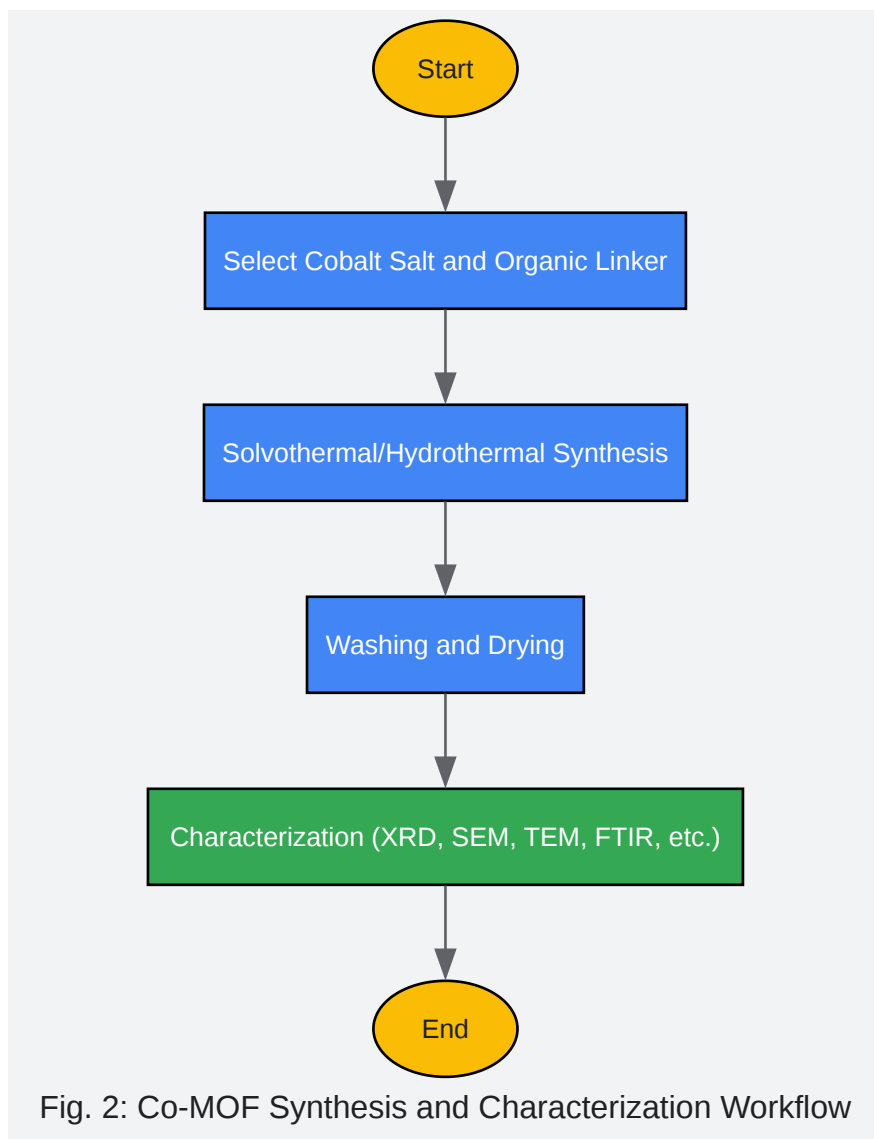 Start
Select Cobalt Salt and Organic Linker
Solvothermal/Hydrothermal Synthesis
Washing and Drying
Characterization (XRD, SEM, TEM, FTIR, etc.)
End
Fig. 2: Co-MOF Synthesis and Characterization Workflow